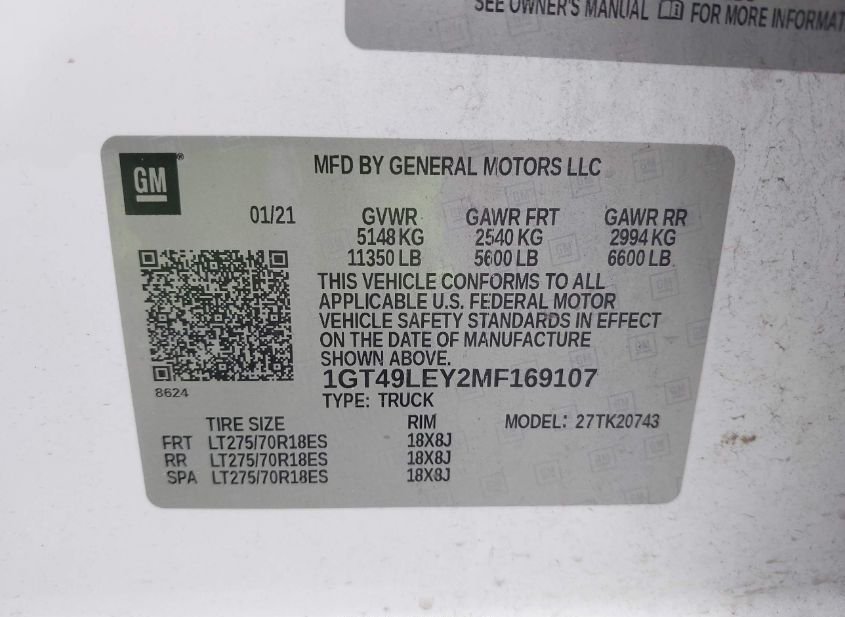 SEE OWNER'S MANUAL FOR MORE INFORMAT
GM
MFD BY GENERAL MOTORS LLC
01/21 GVWR GAWR FRT GAWR RR
5148 KG 2540 KG 2994 KG
11350 LB 5600 LB 6600 LB
THIS VEHICLE CONFORMS TO ALL
APPLICABLE U.S. FEDERAL MOTOR
VEHICLE SAFETY STANDARDS IN EFFECT
ON THE DATE OF MANUFACTURE
SHOWN ABOVE.
1GT49LEY2MF169107
8624
TYPE: TRUCK
TIRE SIZE RIM MODEL: 27TK20743
FRT LT275/70R18ES 18X8J
RR LT275/70R18ES 18X8J
SPA LT275/70R18ES 18X8J